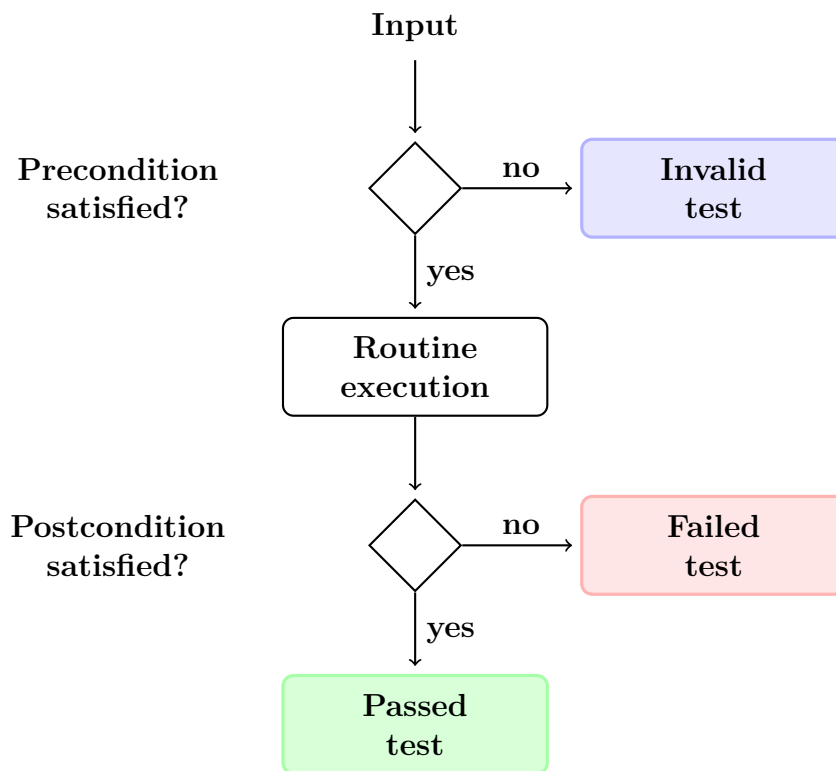 Input
Precondition
satisfied?
no
Invalid
test
yes
Routine
execution
Postcondition
satisfied?
no
Failed
test
yes
Passed
test